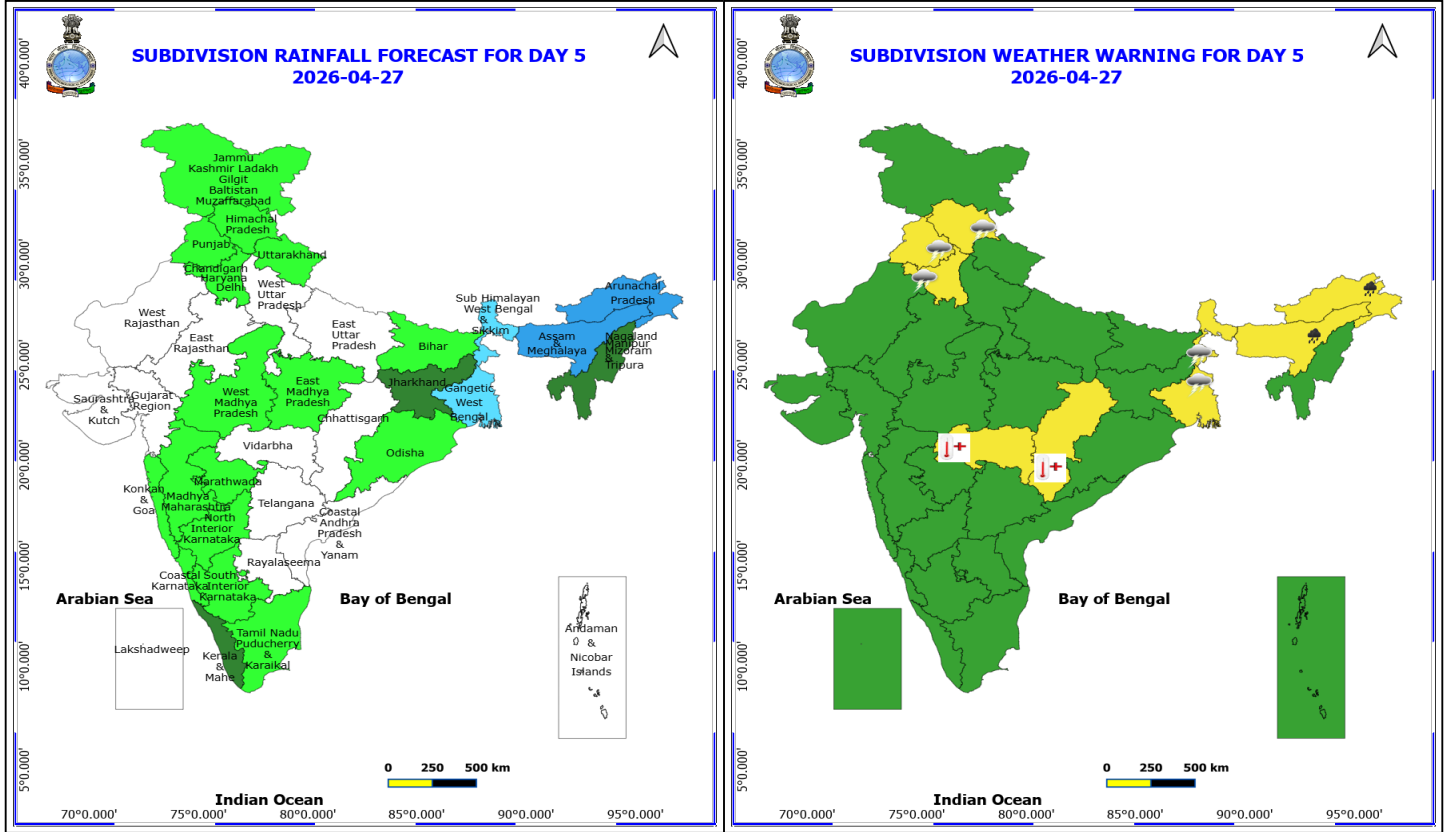 SUBDIVISION RAINFALL FORECAST FOR DAY 5
2026-04-27
40°0.000'
35°0.000'
30°0.000'
25°0.000'
20°0.000'
15°0.000'
10°0.000'
5°0.000'
Jammu
Kashmir Ladakh
Gilgit
Baltistan
Muzaffarabad
Himachal
Pradesh
Punjab
Uttarakhand
Chandigarh
Haryana
Delhi
West
Uttar
Pradesh
West
Rajasthan
East
Rajasthan
East
Uttar
Pradesh
Bihar
Sub Himalayan
West Bengal
&
Sikkim
Arunachal
Pradesh
Assam
&
Meghalaya
Nagaland
Manipur
Mizoram
&
Tripura
Jharkhand
Gangetic
West
Bengal
Saurashtra
&
Kutch
Gujarat
Region
West
Madhya
Pradesh
East
Madhya
Pradesh
Chhattisgarh
Vidarbha
Odisha
Konkan
&
Goa
Madhya
Maharashtra
Marathwada
Telangana
North
Interior
Karnataka
Coastal
Andhra
Pradesh
&
Yanam
Rayalaseema
Coastal
Karnataka
South
Interior
Karnataka
Tamil Nadu
Puducherry
&
Karaikal
Kerala
&
Mahe
Lakshadweep
Andaman
&
Nicobar
Islands
Arabian Sea
Bay of Bengal
Indian Ocean
0 250 500 km
70°0.000' 75°0.000' 80°0.000' 85°0.000' 90°0.000' 95°0.000'
SUBDIVISION WEATHER WARNING FOR DAY 5
2026-04-27
40°0.000'
35°0.000'
30°0.000'
25°0.000'
20°0.000'
15°0.000'
10°0.000'
5°0.000'
Arabian Sea
Bay of Bengal
Indian Ocean
0 250 500 km
70°0.000' 75°0.000' 80°0.000' 85°0.000' 90°0.000' 95°0.000'